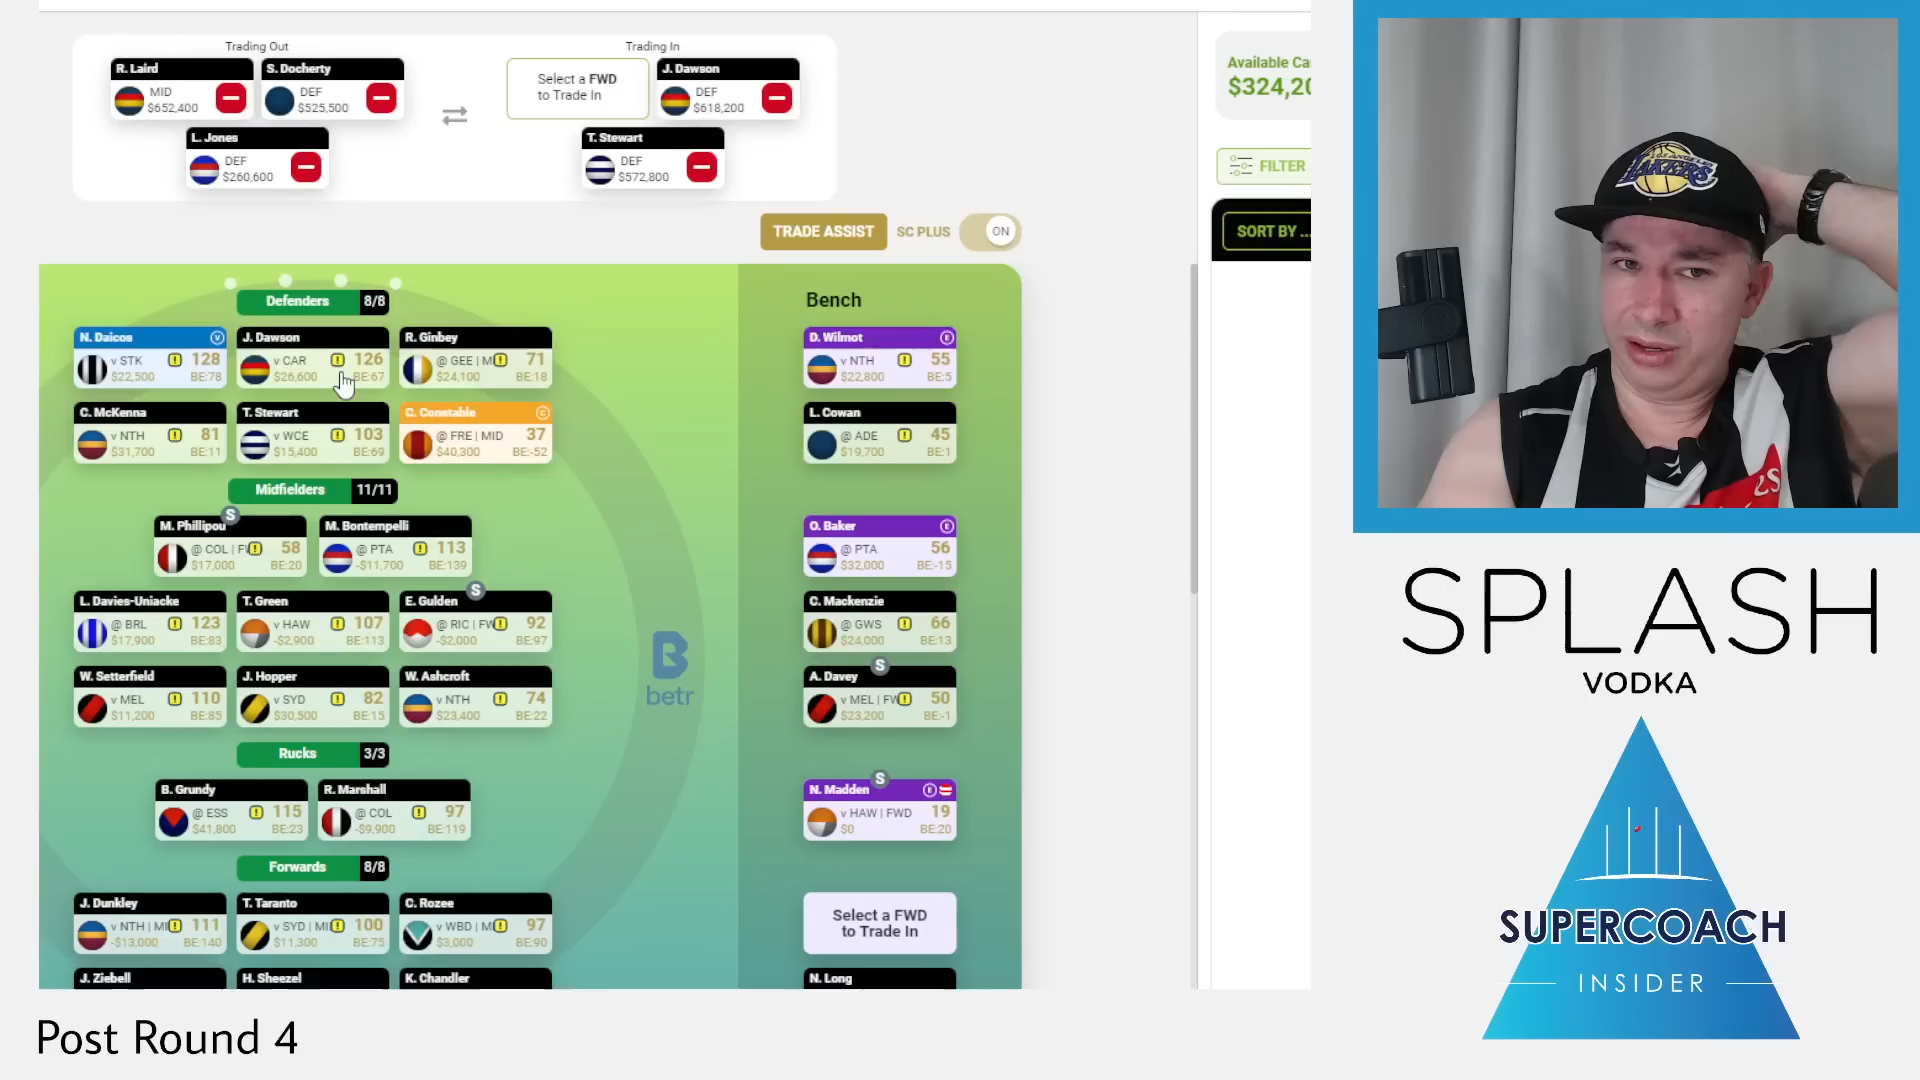 Trading Out
Trading In
R. Laird
MID
$652,400
S. Docherty
DEF
$525,500
Select a FWD
to Trade In
J. Dawson
DEF
$618,200
L. Jones
DEF
$260,600
T. Stewart
DEF
$572,800
Available Ca
$324,20
FILTER
SORT BY ...
TRADE ASSIST
SC PLUS
ON
Defenders 8/8
Bench
N. Daicos V
v STK 128
$22,500 BE:78
J. Dawson
v CAR 126
$26,600 BE:67
R. Ginbey
@ GEE | MI 71
$24,100 BE:18
D. Wilmot E
v NTH 55
$22,800 BE:5
C. McKenna
v NTH 81
$31,700 BE:11
T. Stewart
v WCE 103
$15,400 BE:69
C. Constable C
@ FRE | MID 37
$40,300 BE:-52
L. Cowan
@ ADE 45
$19,700 BE:1
Midfielders 11/11
S
M. Phillipou
@ COL | FV 58
$17,000 BE:20
M. Bontempelli
@ PTA 113
-$11,700 BE:139
O. Baker E
@ PTA 56
$32,000 BE:-15
L. Davies-Uniacke
@ BRL 123
$17,900 BE:83
T. Green
v HAW 107
-$2,900 BE:113
S
E. Gulden
@ RIC | FV 92
-$2,000 BE:97
C. Mackenzie
@ GWS 66
$24,000 BE:13
W. Setterfield
v MEL 110
$11,200 BE:85
J. Hopper
v SYD 82
$30,500 BE:15
W. Ashcroft
v NTH 74
$23,400 BE:22
S
A. Davey
v MEL | FV 50
$23,200 BE:-1
betr
Rucks 3/3
B. Grundy
@ ESS 115
$41,800 BE:23
R. Marshall
@ COL 97
-$9,900 BE:119
S
N. Madden E
v HAW | FWD 19
$0 BE:20
Forwards 8/8
J. Dunkley
v NTH | MI 111
-$13,000 BE:140
T. Taranto
v SYD | MI 100
$11,300 BE:75
C. Rozee
v WBD | MI 97
$3,000 BE:90
Select a FWD
to Trade In
J. Ziebell
H. Sheezel
K. Chandler
N. Long
Post Round 4
LOS ANGELES
LAKERS
SPLASH
VODKA
SUPERCOACH
INSIDER